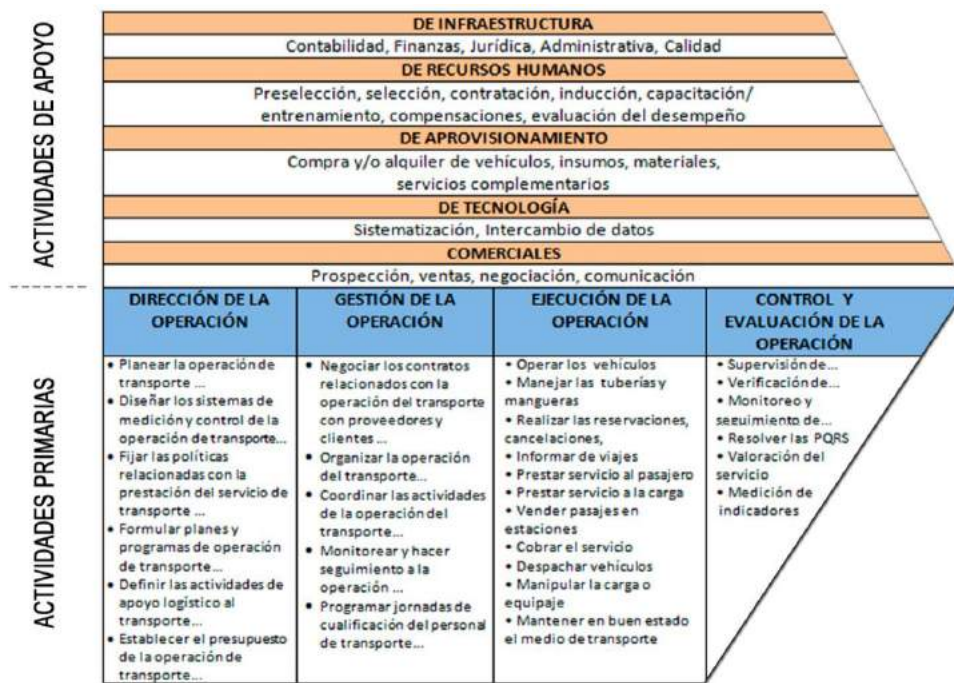 ACTIVIDADES DE APOYO
DE INFRAESTRUCTURA
Contabilidad, Finanzas, Jurídica, Administrativa, Calidad
DE RECURSOS HUMANOS
Preselección, selección, contratación, inducción, capacitación/
entrenamiento, compensaciones, evaluación del desempeño
DE APROVISIONAMIENTO
Compra y/o alquiler de vehículos, insumos, materiales,
servicios complementarios
DE TECNOLOGÍA
Sistematización, Intercambio de datos
COMERCIALES
Prospección, ventas, negociación, comunicación
ACTIVIDADES PRIMARIAS
DIRECCIÓN DE LA
OPERACIÓN
• Planear la operación de
transporte ...
• Diseñar los sistemas de
medición y control de la
operación de transporte...
• Fijar las políticas
relacionadas con la
prestación del servicio de
transporte ...
• Formular planes y
programas de operación
de transporte...
• Definir las actividades de
apoyo logístico al
transporte...
• Establecer el presupuesto
de la operación de
transporte...
GESTIÓN DE LA
OPERACIÓN
• Negociar los contratos
relacionados con la
operación del transporte
con proveedores y
clientes ...
• Organizar la operación
del transporte...
• Coordinar las actividades
de la operación del
transporte...
• Monitorear y hacer
seguimiento a la
operación ...
• Programar jornadas de
cualificación del personal
de transporte...
EJECUCIÓN DE LA
OPERACIÓN
• Operar los vehículos
• Manejar las tuberías y
mangueras
• Realizar las reservaciones,
cancelaciones,
• Informar de viajes
• Prestar servicio al pasajero
• Prestar servicio a la carga
• Vender pasajes en
estaciones
• Cobrar el servicio
• Despachar vehículos
• Manipular la carga o
equipaje
• Mantener en buen estado
el medio de transporte
CONTROL Y
EVALUACIÓN DE LA
OPERACIÓN
• Supervisión de...
• Verificación de...
• Monitoreo y
seguimiento de...
• Resolver las PQRS
• Valoración del
servicio
• Medición de
indicadores